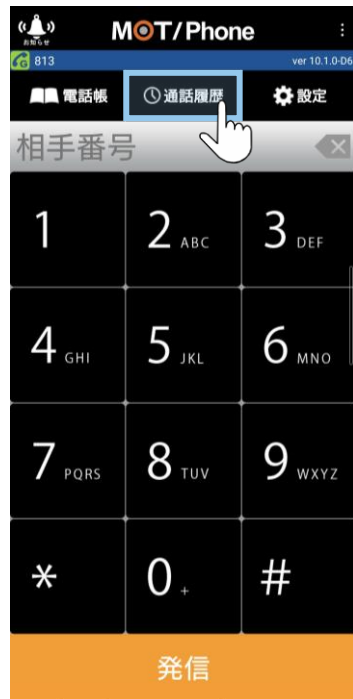 MOT/Phone
お知らせ
813
ver 10.1.0-D6
電話帳 通話履歴 設定
相手番号
1 2 ABC 3 DEF
4 GHI 5 JKL 6 MNO
7 PQRS 8 TUV 9 WXYZ
* 0 + #
発信